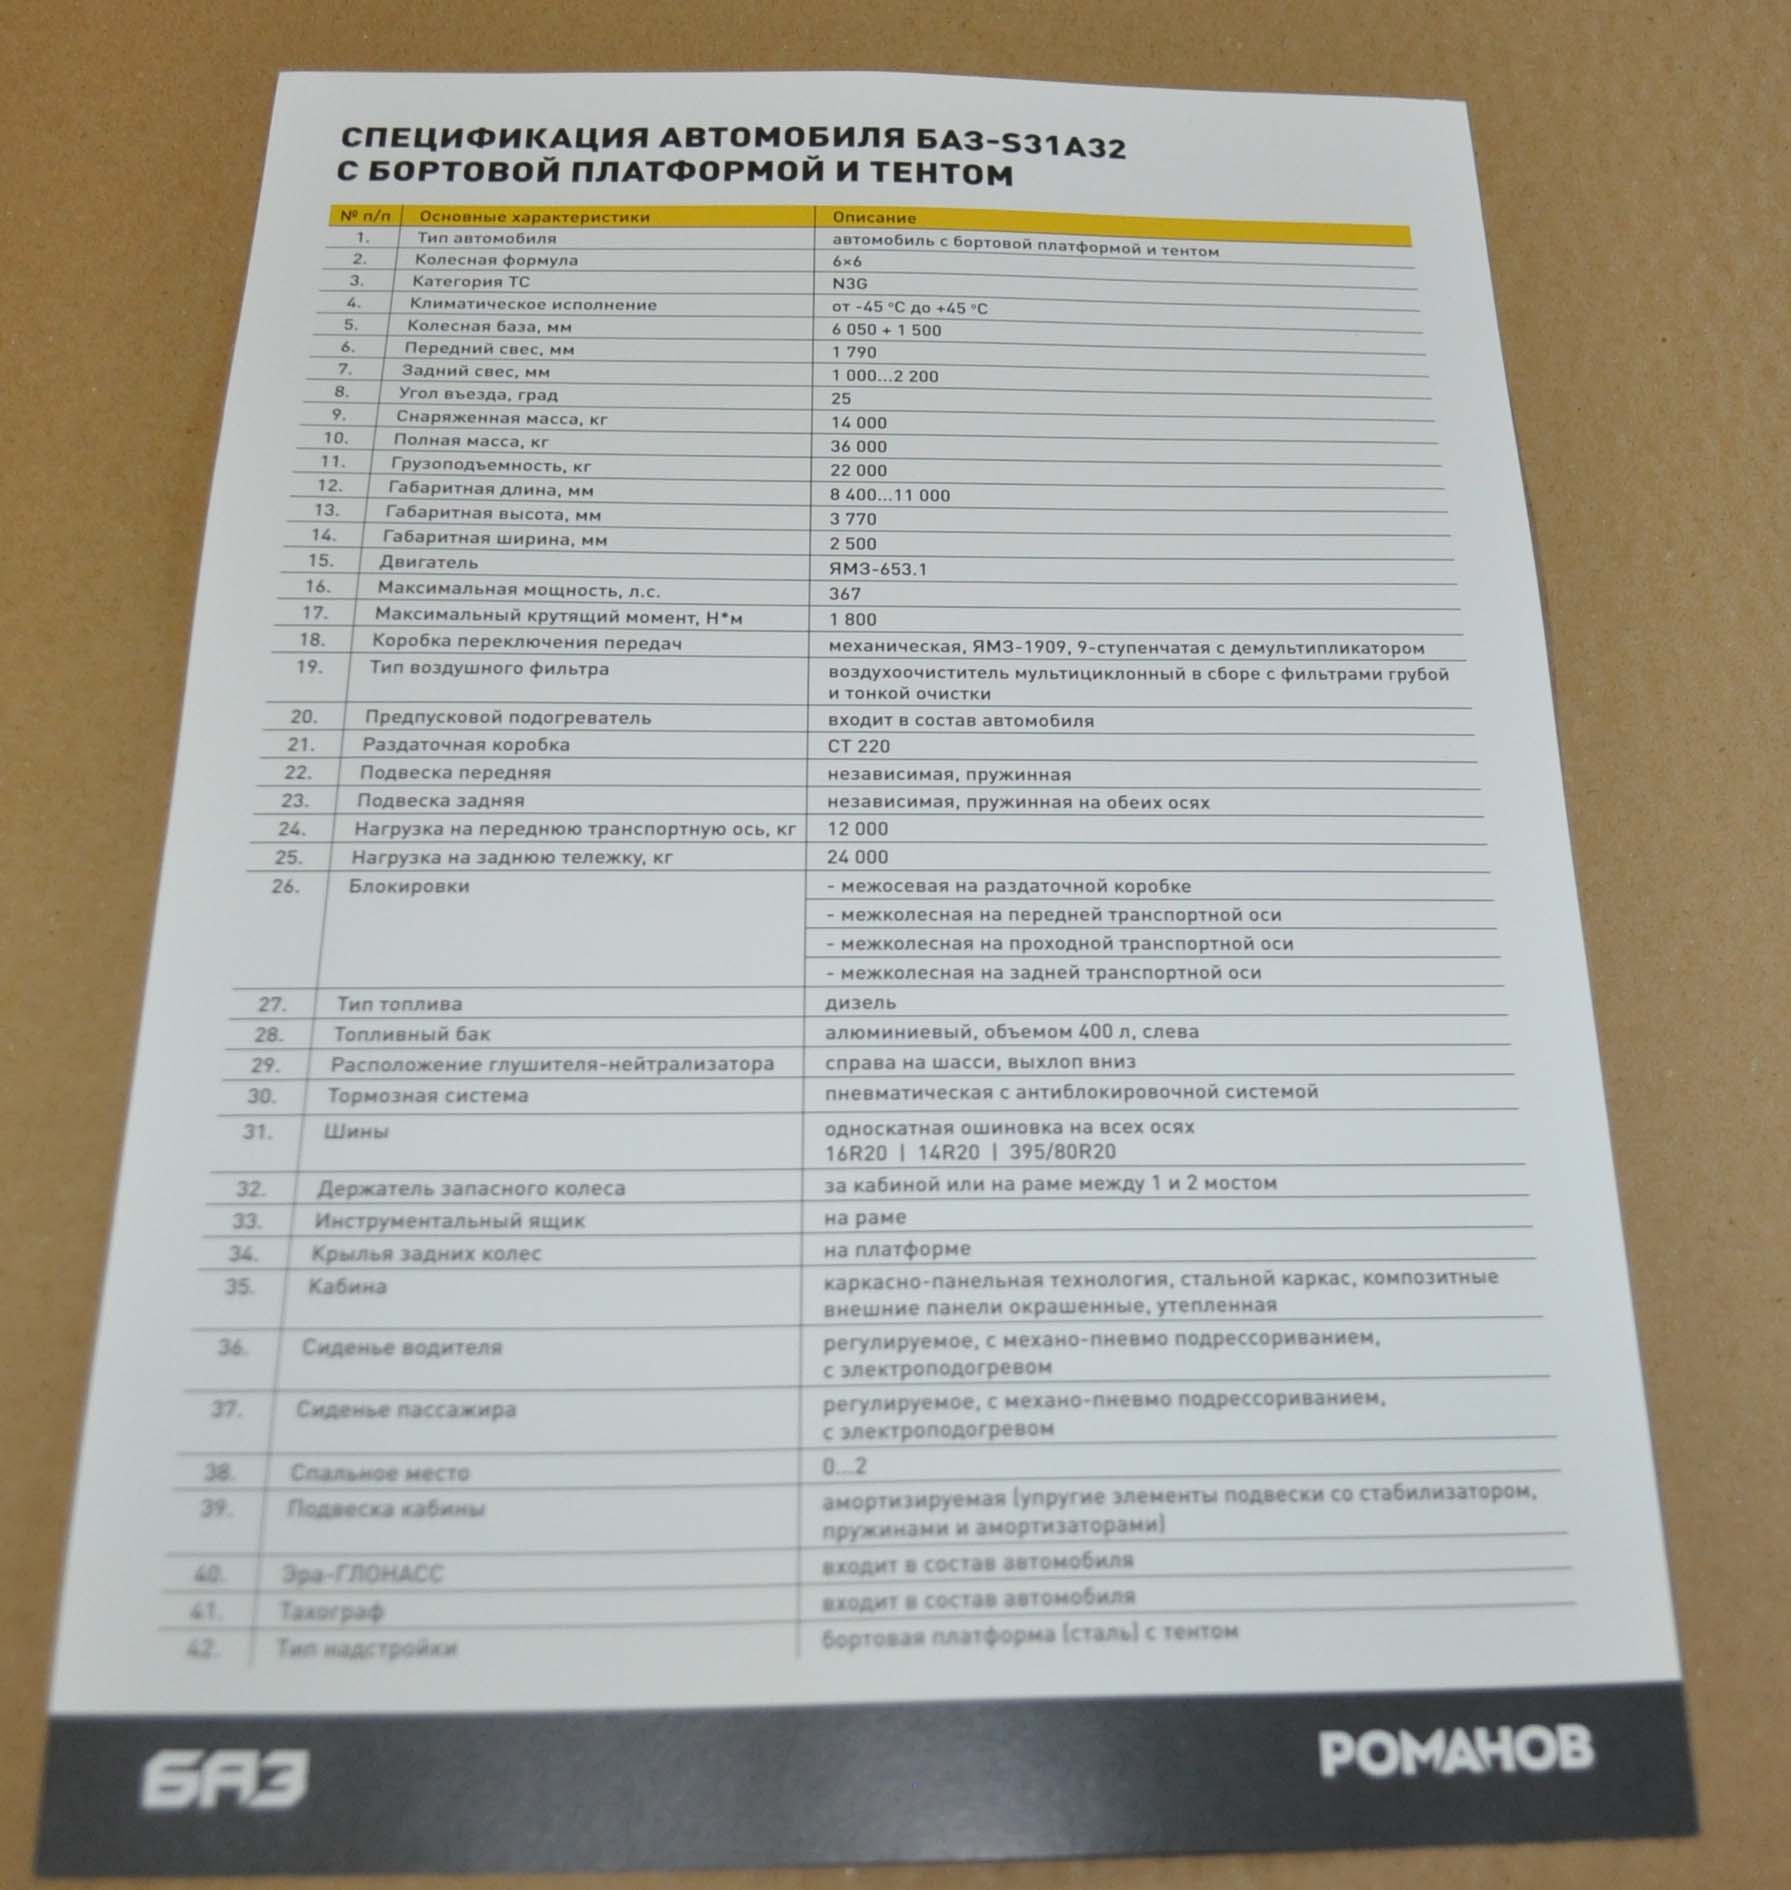 СПЕЦИФИКАЦИЯ АВТОМОБИЛЯ БАЗ-S31A32
С БОРТОВОЙ ПЛАТФОРМОЙ И ТЕНТОМ
№ п/п Основные характеристики Описание
1. Тип автомобиля автомобиль с бортовой платформой и тентом
2. Колесная формула 6×6
3. Категория ТС N3G
4. Климатическое исполнение от -45 °С до +45 °С
5. Колесная база, мм 6 050 + 1 500
6. Передний свес, мм 1 790
7. Задний свес, мм 1 000...2 200
8. Угол въезда, град 25
9. Снаряженная масса, кг 14 000
10. Полная масса, кг 36 000
11. Грузоподъемность, кг 22 000
12. Габаритная длина, мм 8 400...11 000
13. Габаритная высота, мм 3 770
14. Габаритная ширина, мм 2 500
15. Двигатель ЯМЗ-653.1
16. Максимальная мощность, л.с. 367
17. Максимальный крутящий момент, Н*м 1 800
18. Коробка переключения передач механическая, ЯМЗ-1909, 9-ступенчатая с демультипликатором
19. Тип воздушного фильтра воздухоочиститель мультициклонный в сборе с фильтрами грубой
и тонкой очистки
20. Предпусковой подогреватель входит в состав автомобиля
21. Раздаточная коробка СТ 220
22. Подвеска передняя независимая, пружинная
23. Подвеска задняя независимая, пружинная на обеих осях
24. Нагрузка на переднюю транспортную ось, кг 12 000
25. Нагрузка на заднюю тележку, кг 24 000
26. Блокировки - межосевая на раздаточной коробке
- межколесная на передней транспортной оси
- межколесная на проходной транспортной оси
- межколесная на задней транспортной оси
27. Тип топлива дизель
28. Топливный бак алюминиевый, объемом 400 л, слева
29. Расположение глушителя-нейтрализатора справа на шасси, выхлоп вниз
30. Тормозная система пневматическая с антиблокировочной системой
31. Шины односкатная ошиновка на всех осях
16R20 | 14R20 | 395/80R20
32. Держатель запасного колеса за кабиной или на раме между 1 и 2 мостом
33. Инструментальный ящик на раме
34. Крылья задних колес на платформе
35. Кабина каркасно-панельная технология, стальной каркас, композитные
внешние панели окрашенные, утепленная
36. Сиденье водителя регулируемое, с механо-пневмо подрессориванием,
с электроподогревом
37. Сиденье пассажира регулируемое, с механо-пневмо подрессориванием,
с электроподогревом
38. Спальное место 0...2
39. Подвеска кабины амортизируемая (упругие элементы подвески со стабилизатором,
пружинами и амортизаторами)
40. Эра-ГЛОНАСС входит в состав автомобиля
41. Тахограф входит в состав автомобиля
42. Тип надстройки бортовая платформа (сталь) с тентом
БАЗ РОМАНОВ